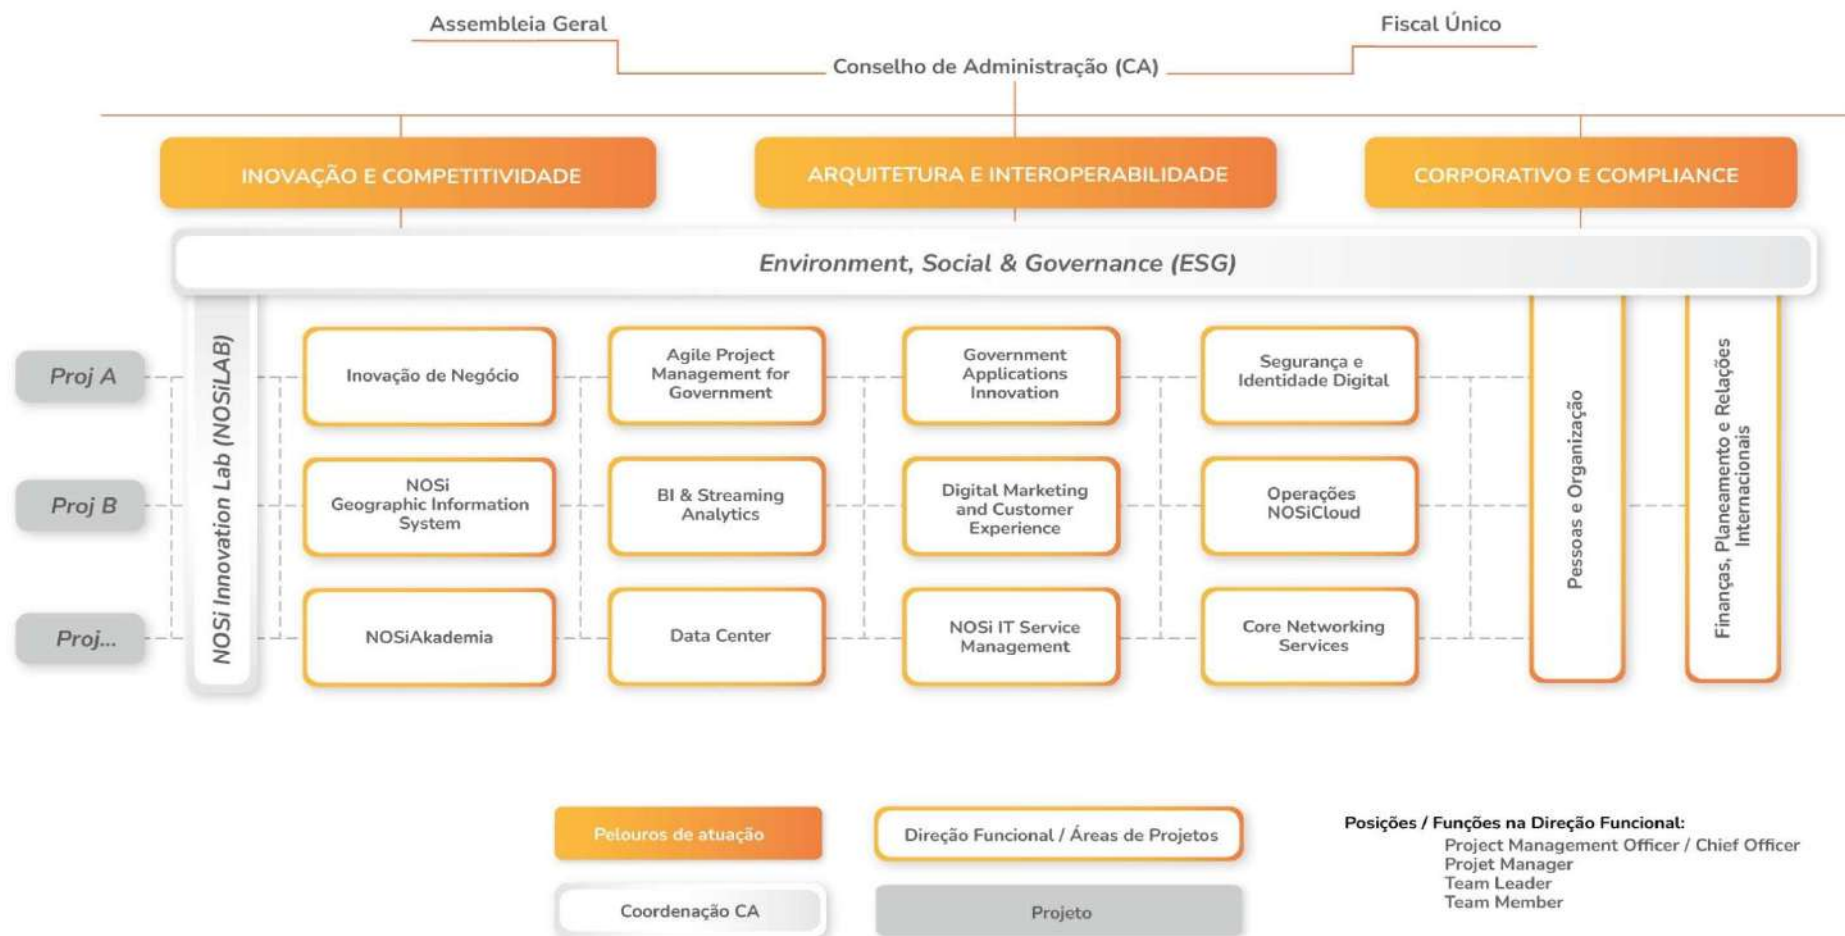 Assembleia Geral
Fiscal Único
Conselho de Administração (CA)
INOVAÇÃO E COMPETITIVIDADE
ARQUITETURA E INTEROPERABILIDADE
CORPORATIVO E COMPLIANCE
Environment, Social & Governance (ESG)
NOSi Innovation Lab (NOSiLAB)
Proj A
Inovação de Negócio
Agile Project
Management for
Government
Government
Applications
Innovation
Segurança e
Identidade Digital
Proj B
NOSi
Geographic Information
System
BI & Streaming
Analytics
Digital Marketing
and Customer
Experience
Operações
NOSiCloud
Proj...
NOSiAkademia
Data Center
NOSi IT Service
Management
Core Networking
Services
Pessoas e Organização
Finanças, Planeamento e Relações
Internacionais
Pelouros de atuação
Direção Funcional / Áreas de Projetos
Coordenação CA
Projeto
Posições / Funções na Direção Funcional:
Project Management Officer / Chief Officer
Projet Manager
Team Leader
Team Member